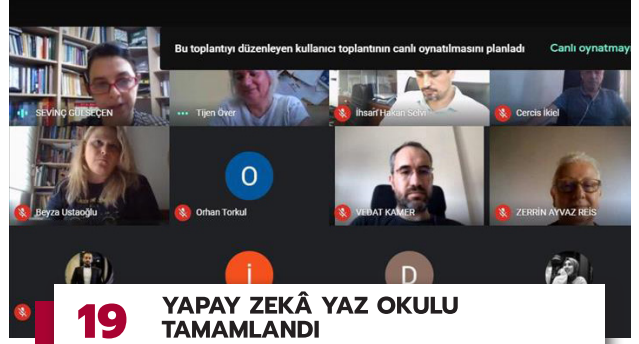 Bu toplantıyı düzenleyen kullanıcı toplantının canlı oynatılmasını planladı
Canlı oynatmay
SEVİNÇ GÜLSEÇEN
Tijen Över
İhsan Hakan Selvi
Cercis İkiel
Beyza Ustaoğlu
O
Orhan Torkul
VEDAT KAMER
ZERRİN AYVAZ REİS
İ
D
19
YAPAY ZEKÂ YAZ OKULU
TAMAMLANDI